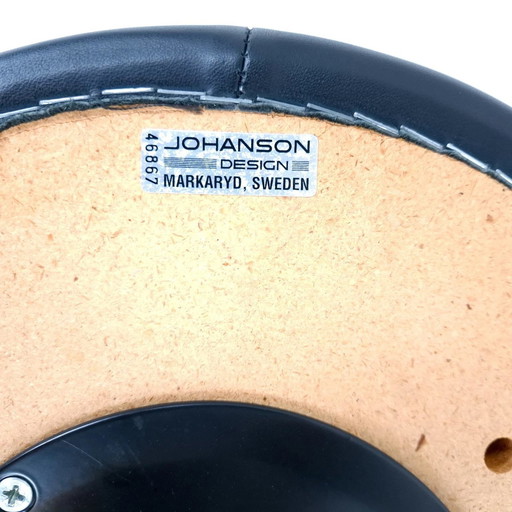 46867
JOHANSON
DESIGN
MARKARYD, SWEDEN